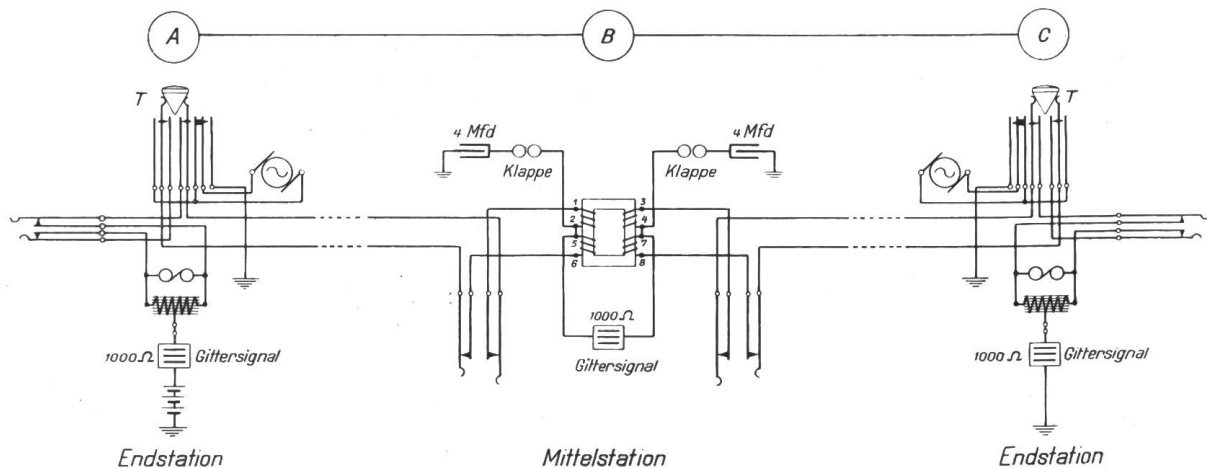 A
B
C
T
T
4 Mfd
4 Mfd
Klappe
Klappe
1
3
2
4
5
7
6
8
1000 Ω
Gittersignal
1000 Ω
Gittersignal
1000 Ω
Gittersignal
Endstation
Mittelstation
Endstation